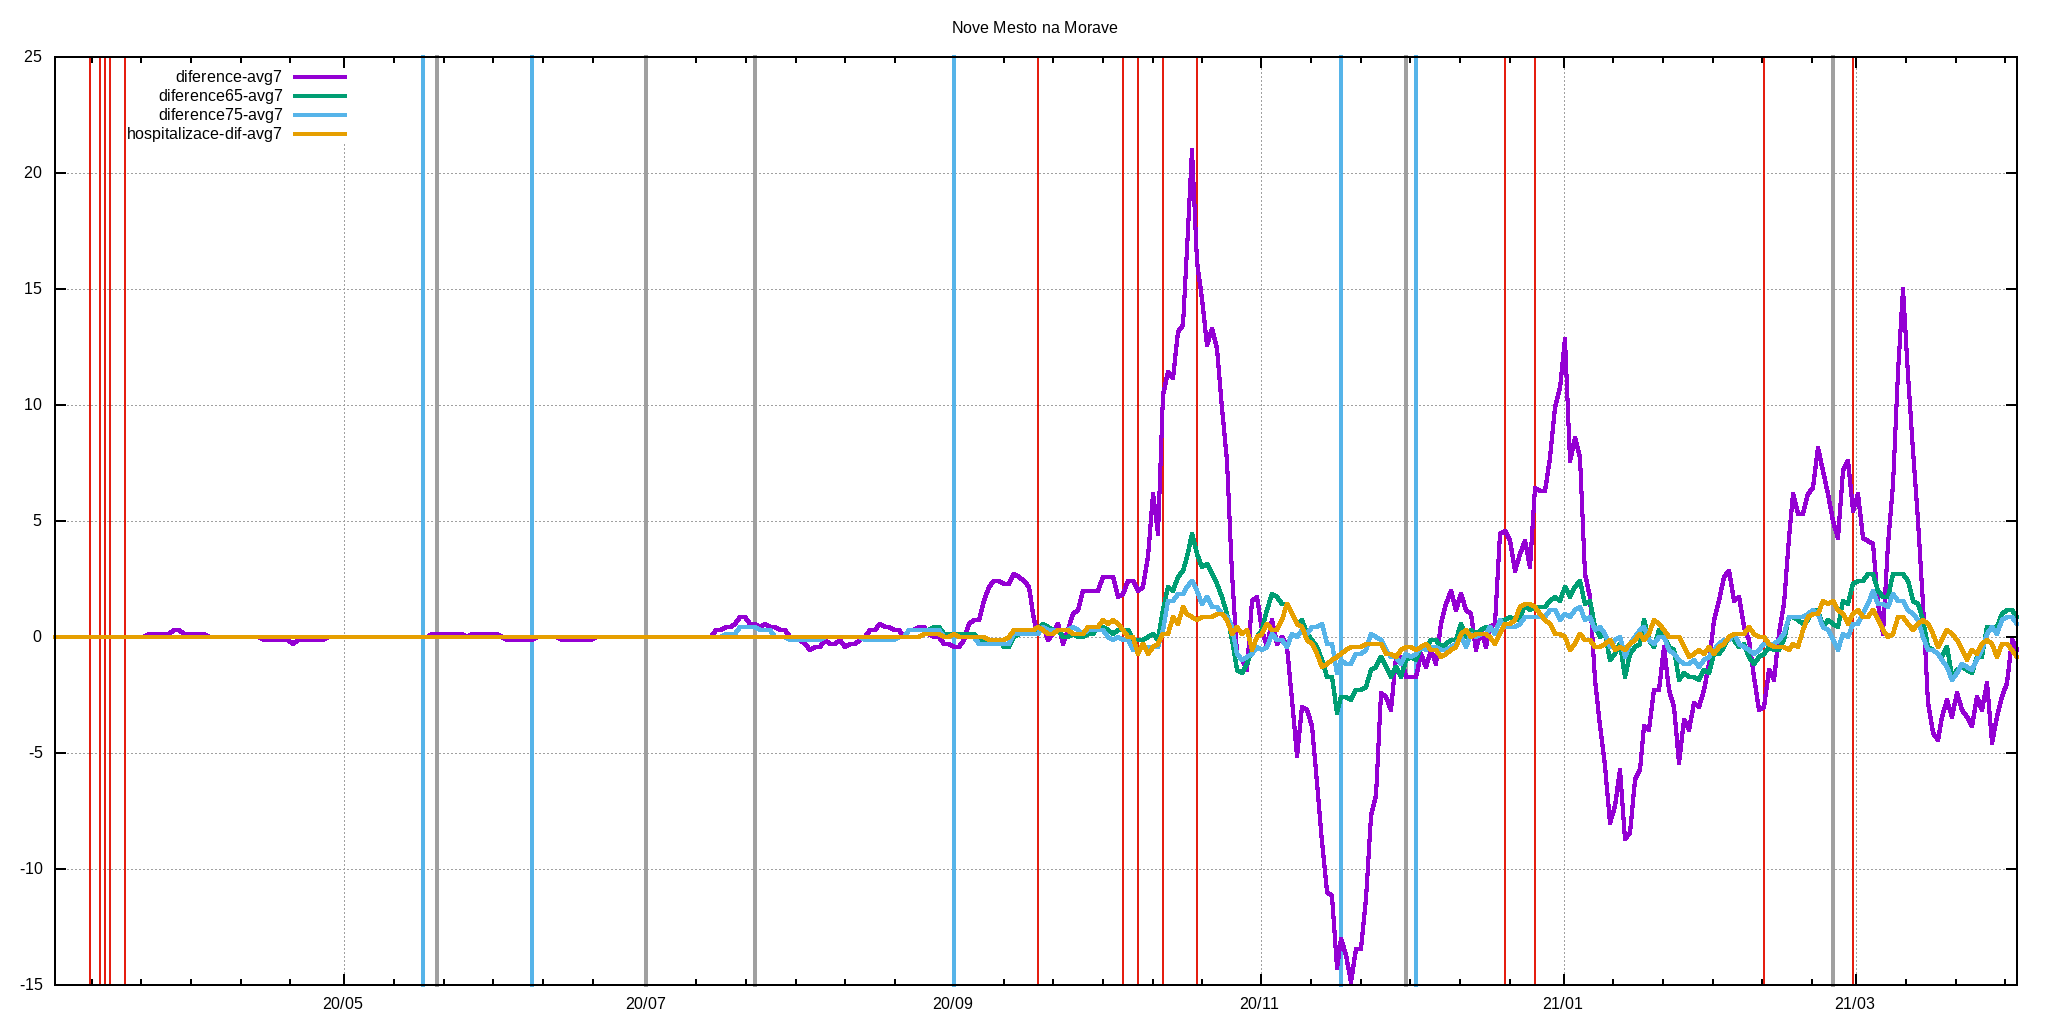 Nove Mesto na Morave
25
20
15
10
5
0
-5
-10
-15
diference-avg7
diference65-avg7
diference75-avg7
hospitalizace-dif-avg7
20/05 20/07 20/09 20/11 21/01 21/03